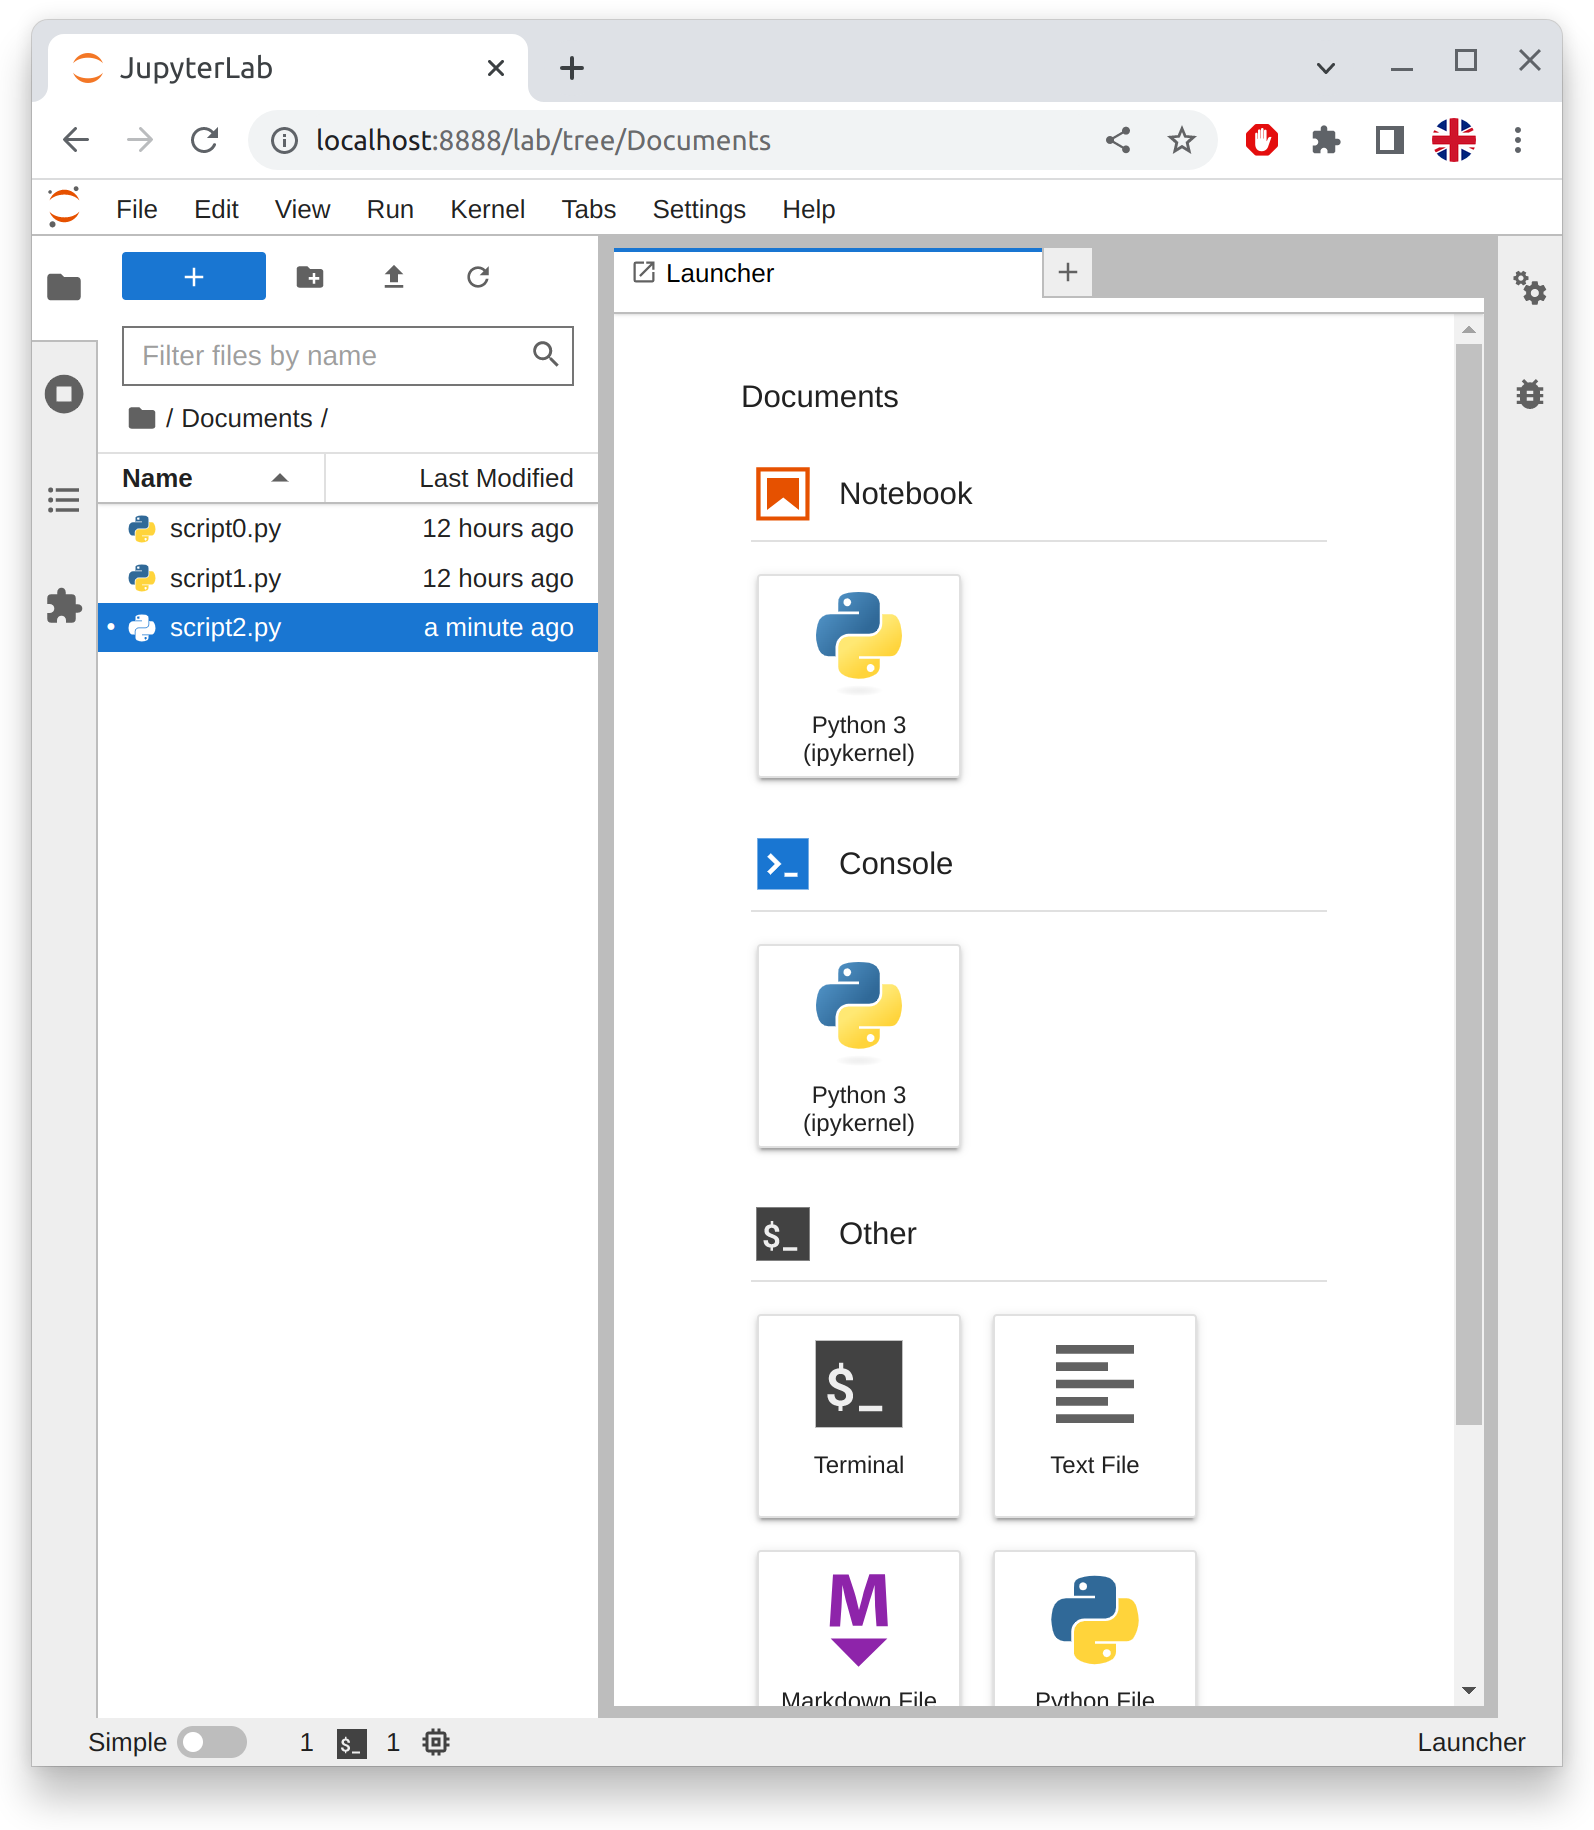 JupyterLab
localhost:8888/lab/tree/Documents
File Edit View Run Kernel Tabs Settings Help
Launcher
Filter files by name
/ Documents /
Name Last Modified
script0.py 12 hours ago
script1.py 12 hours ago
script2.py a minute ago
Documents
Notebook
Python 3
(ipykernel)
Console
Python 3
(ipykernel)
$_ Other
$_
Terminal Text File
M
Markdown File Python File
Simple 1 $_ 1 Launcher